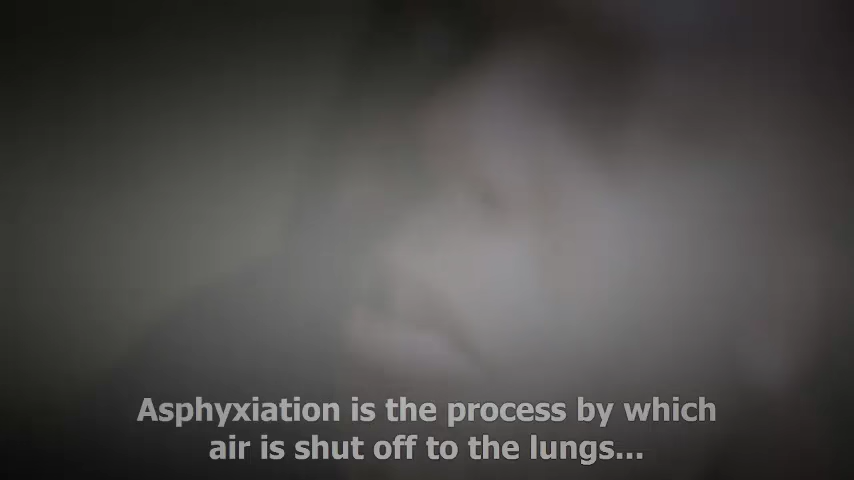 Asphyxiation is the process by which
air is shut off to the lungs...